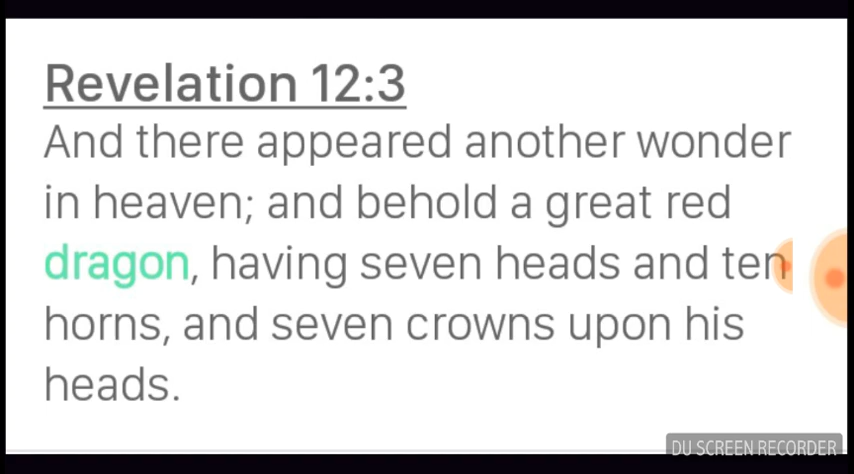 Revelation 12:3
And there appeared another wonder
in heaven; and behold a great red
dragon, having seven heads and ten
horns, and seven crowns upon his
heads.
DU SCREEN RECORDER